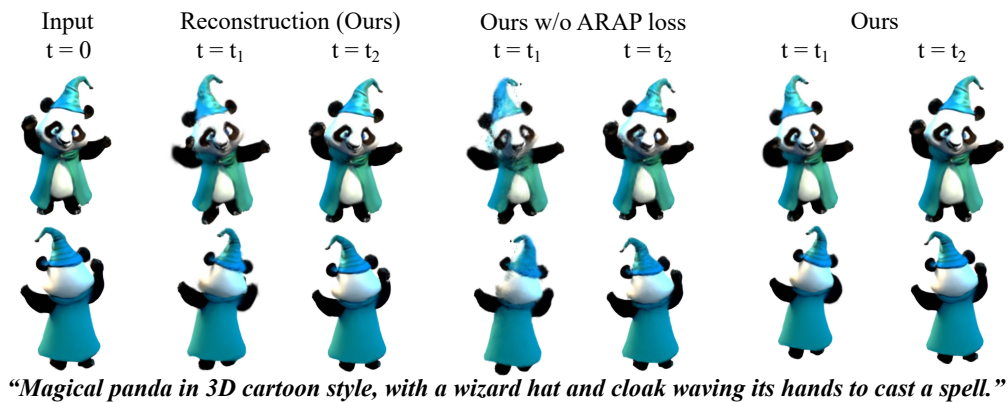 Input Reconstruction (Ours) Ours w/o ARAP loss Ours
t = 0 t = t₁ t = t₂ t = t₁ t = t₂ t = t₁ t = t₂
“Magical panda in 3D cartoon style, with a wizard hat and cloak waving its hands to cast a spell.”